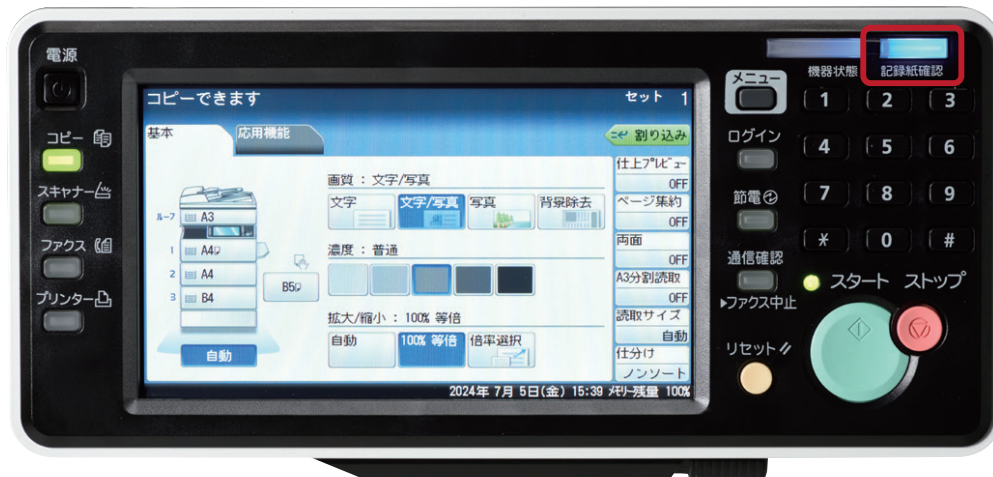 電源
コピー
スキャナー
ファクス
プリンター
コピーできます
セット 1
基本
応用機能
割り込み
画質 : 文字/写真
文字
文字/写真
写真
背景除去
濃度 : 普通
拡大/縮小 : 100% 等倍
自動
100% 等倍
倍率選択
ﾙｰﾌ A3
1 A4
2 A4
3 B4
B5
自動
仕上ﾌﾟﾚﾋﾞｭｰ
OFF
ページ集約
OFF
両面
OFF
A3分割読取
OFF
読取サイズ
自動
仕分け
ノンソート
2024年 7月 5日(金) 15:39 ﾒﾓﾘｰ残量 100%
メニュー
ログイン
節電
通信確認
▶ファクス中止
リセット
機器状態
記録紙確認
1 2 3
4 5 6
7 8 9
* 0 #
スタート
ストップ